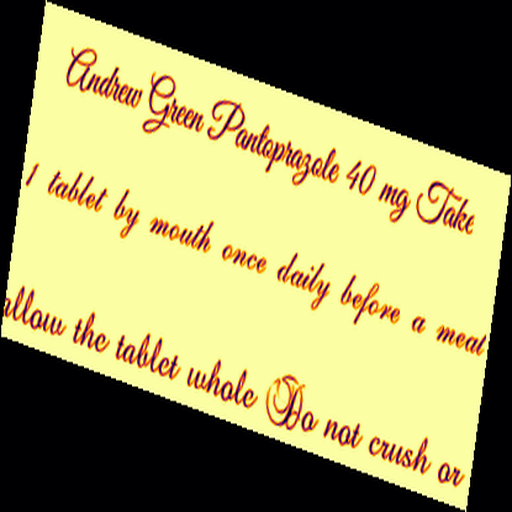 Andrew Green Pantoprazole 40 mg Take
1 tablet by mouth once daily before a meal
the tablet whole Do not crush or